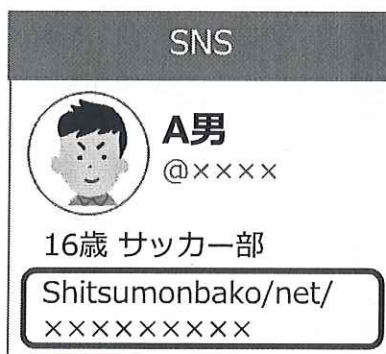 SNS
A男
@××××
16歳 サッカー部
Shitsumonbako/net/
×××××××××